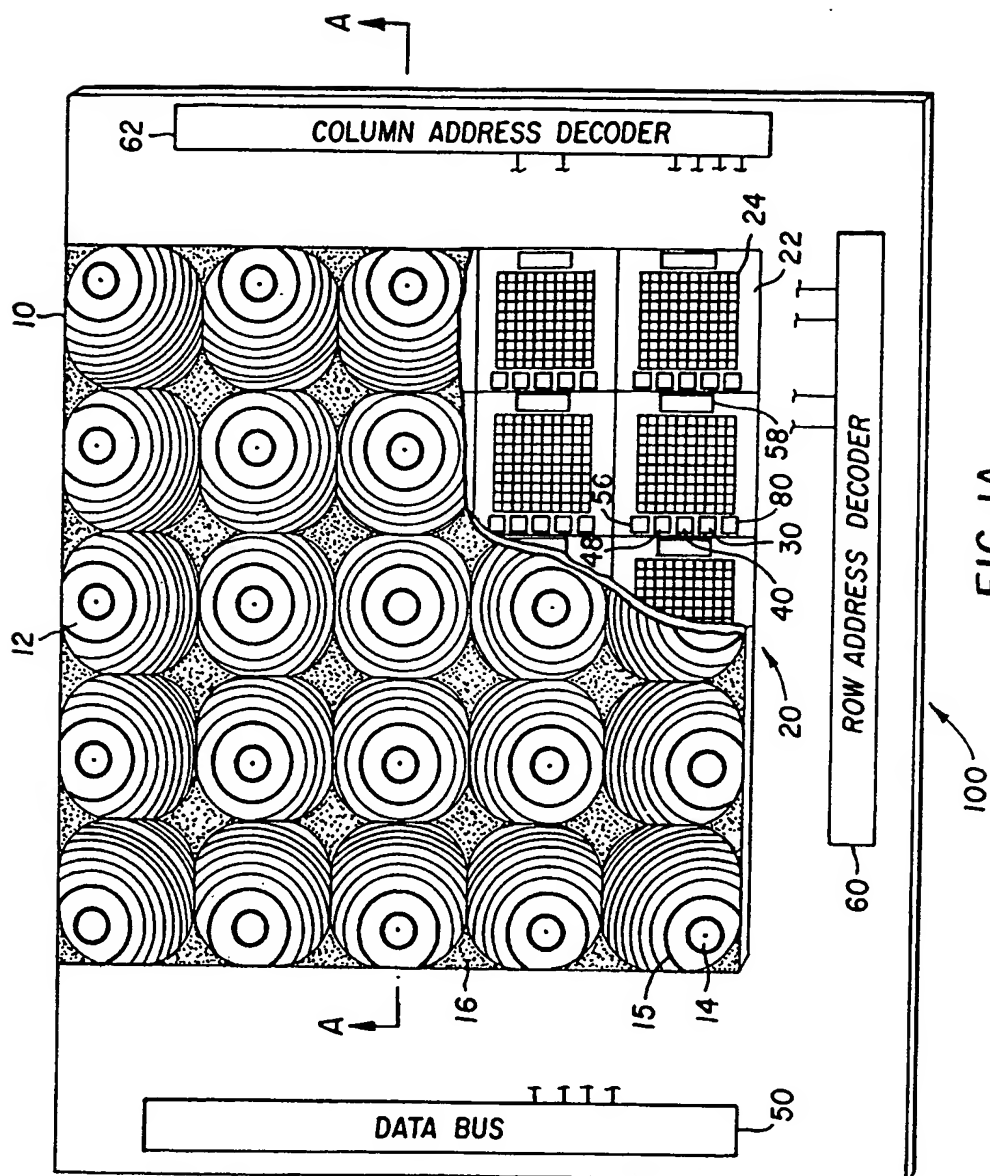 A
A
62
COLUMN ADDRESS DECODER
10
24
22
12
56
58
48
80
30
40
20
ROW ADDRESS DECODER
60
100
A
16
15
14
DATA BUS
50
FIG. 1A